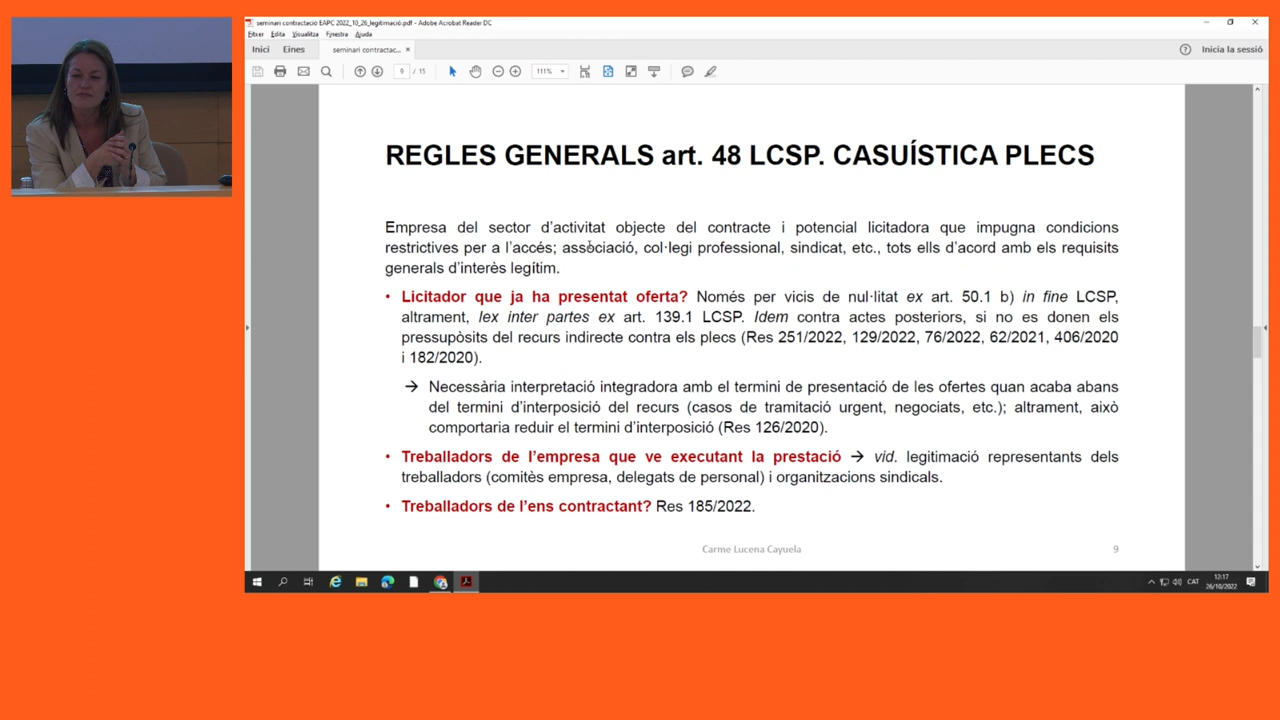 seminari contractació EAPC 2022_10_26_legitimació.pdf - Adobe Acrobat Reader DC
Fitxer Edita Visualitza Finestra Ajuda
Inici Eines seminari contractac... × Inicia la sessió
9 / 15 111%
REGLES GENERALS art. 48 LCSP. CASUÍSTICA PLECS
Empresa del sector d’activitat objecte del contracte i potencial licitadora que impugna condicions
restrictives per a l’accés; associació, col·legi professional, sindicat, etc., tots ells d’acord amb els requisits
generals d’interès legítim.
• Licitador que ja ha presentat oferta? Només per vicis de nul·litat ex art. 50.1 b) in fine LCSP,
altrament, lex inter partes ex art. 139.1 LCSP. Idem contra actes posteriors, si no es donen els
pressupòsits del recurs indirecte contra els plecs (Res 251/2022, 129/2022, 76/2022, 62/2021, 406/2020
i 182/2020).
→ Necessària interpretació integradora amb el termini de presentació de les ofertes quan acaba abans
del termini d’interposició del recurs (casos de tramitació urgent, negociats, etc.); altrament, això
comportaria reduir el termini d’interposició (Res 126/2020).
• Treballadors de l’empresa que ve executant la prestació → vid. legitimació representants dels
treballadors (comitès empresa, delegats de personal) i organitzacions sindicals.
• Treballadors de l’ens contractant? Res 185/2022.
Carme Lucena Cayuela 9
CAT 12:17
26/10/2022